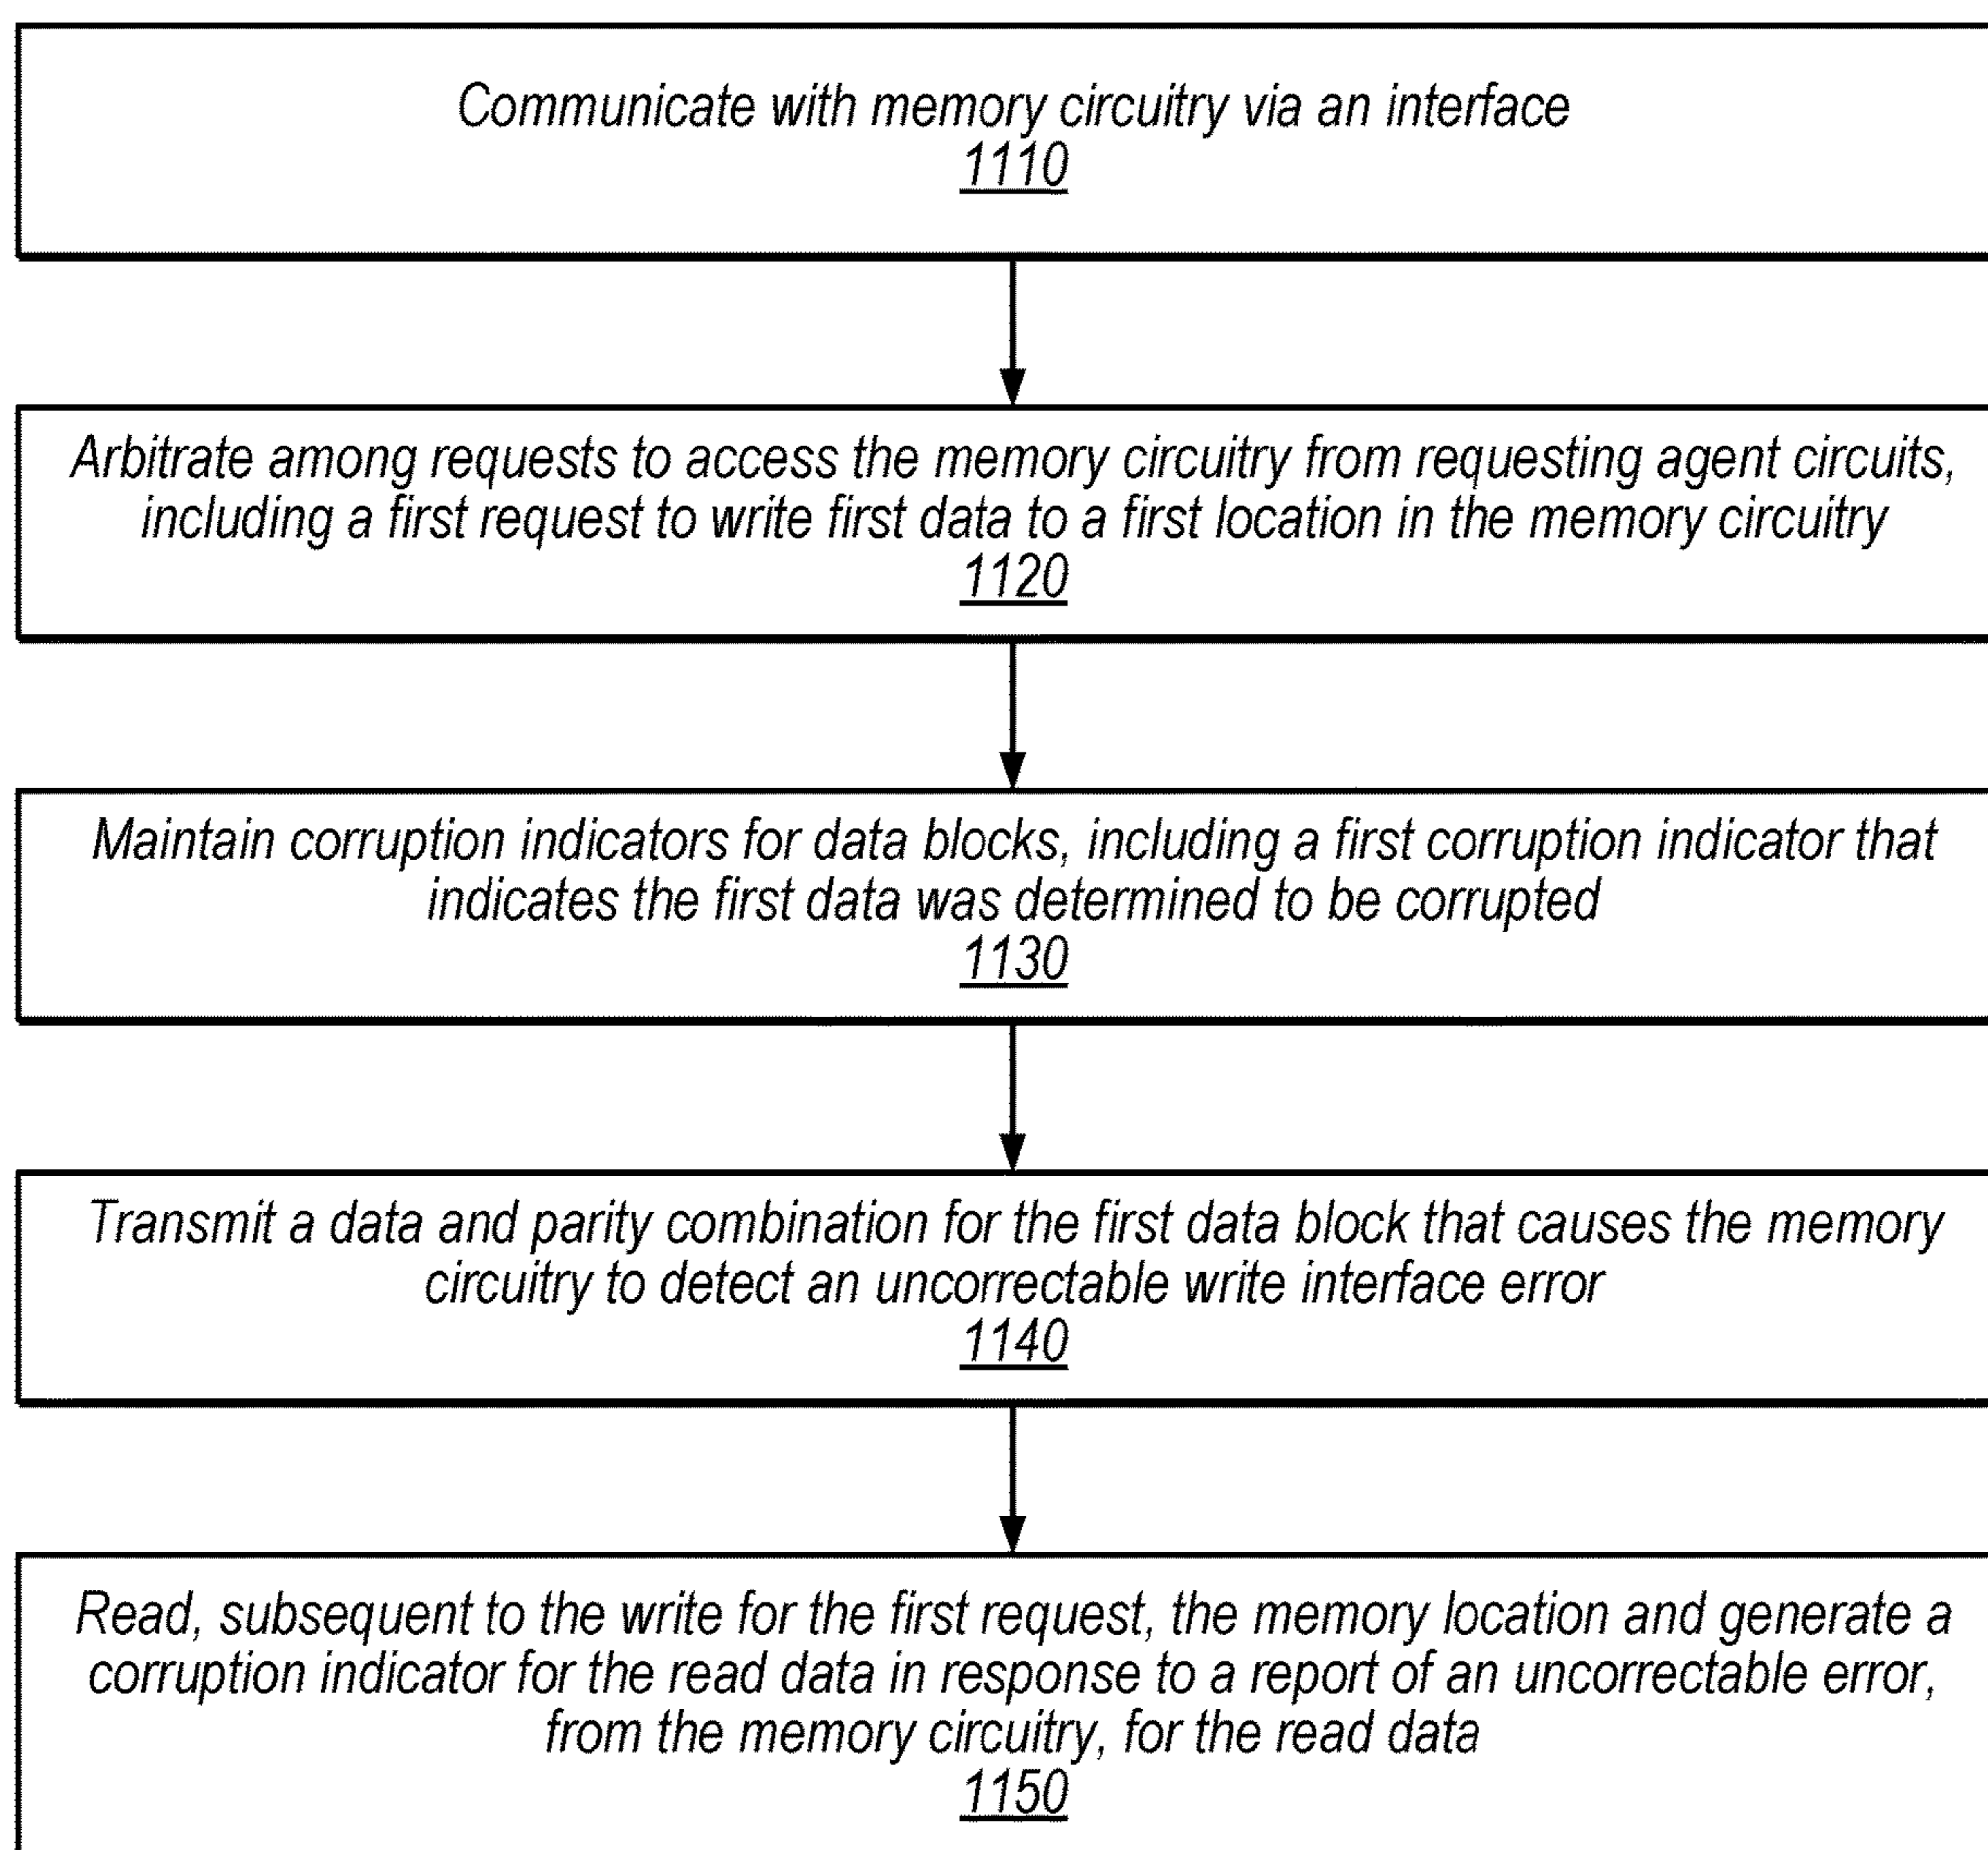 Communicate with memory circuitry via an interface
1110
Arbitrate among requests to access the memory circuitry from requesting agent circuits,
including a first request to write first data to a first location in the memory circuitry
1120
Maintain corruption indicators for data blocks, including a first corruption indicator that
indicates the first data was determined to be corrupted
1130
Transmit a data and parity combination for the first data block that causes the memory
circuitry to detect an uncorrectable write interface error
1140
Read, subsequent to the write for the first request, the memory location and generate a
corruption indicator for the read data in response to a report of an uncorrectable error,
from the memory circuitry, for the read data
1150